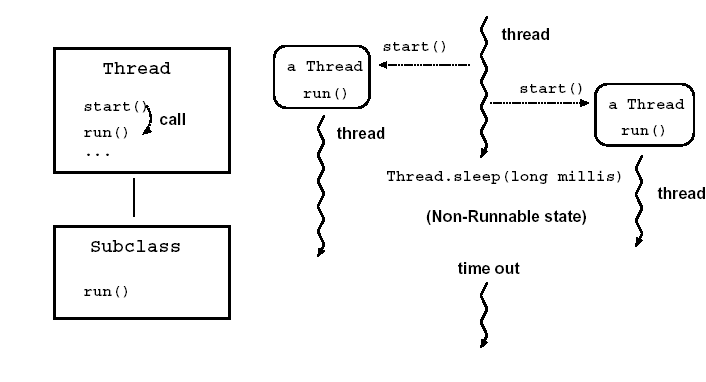 Thread
start()
run()
call
...
Subclass
run()
start()
a Thread
run()
thread
thread
start()
a Thread
run()
thread
Thread.sleep(long millis)
(Non-Runnable state)
time out